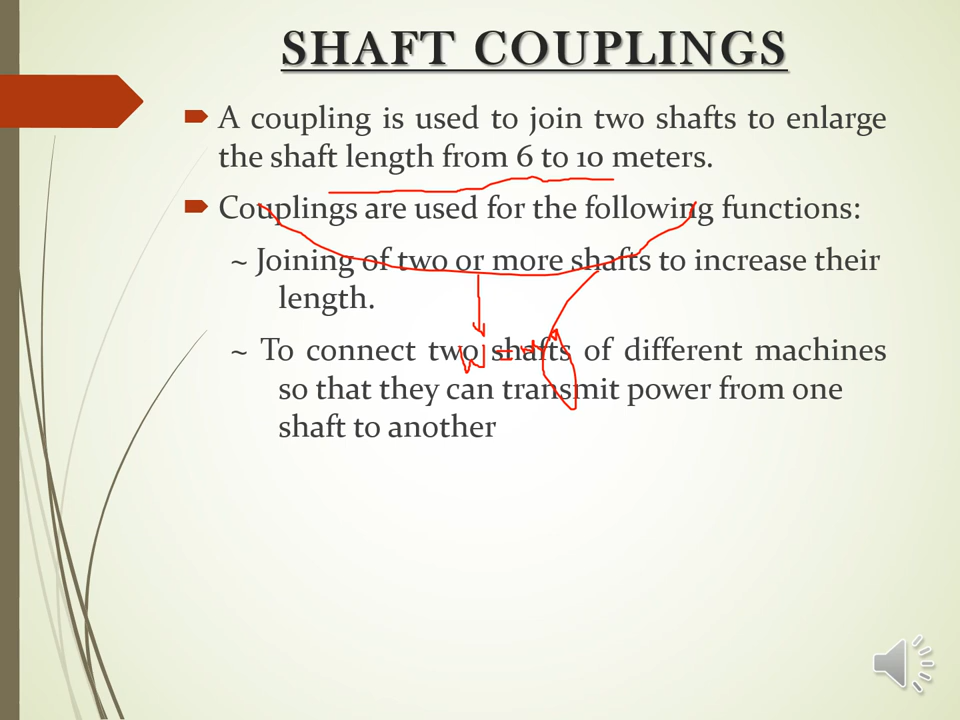 SHAFT COUPLINGS
A coupling is used to join two shafts to enlarge
the shaft length from 6 to 10 meters.
Couplings are used for the following functions:
~ Joining of two or more shafts to increase their
length.
~ To connect two shafts of different machines
so that they can transmit power from one
shaft to another